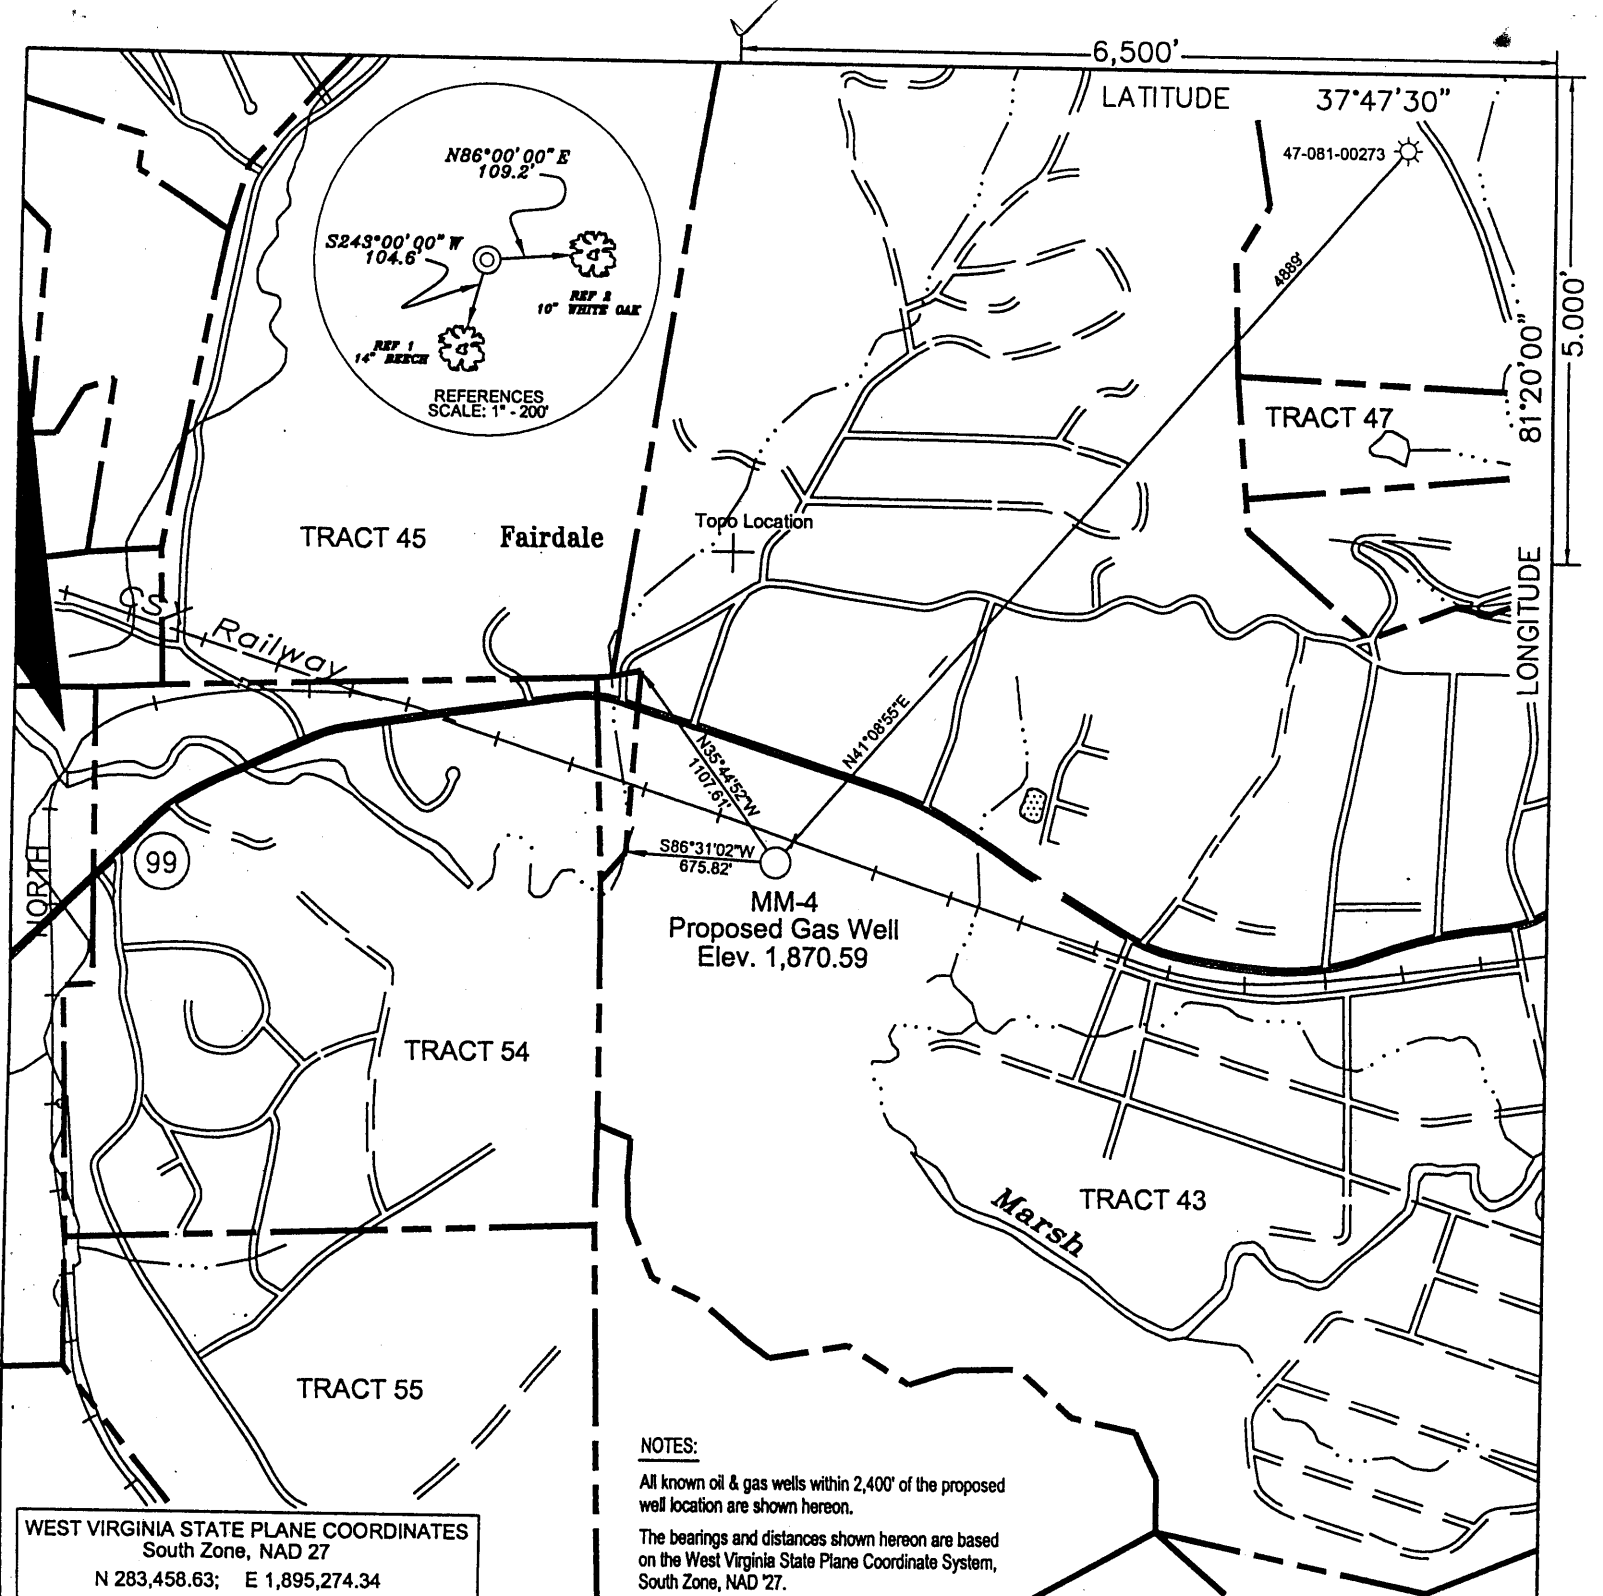 6,500'
LATITUDE 37°47'30"
47-081-00273
4889'
5.000'
81°20'00"
LONGITUDE
N86°00'00"E
109.2'
S243°00'00"W
104.6'
REF 2
10" WHITE OAK
REF 1
14" BEECH
REFERENCES
SCALE: 1" - 200'
TRACT 47
TRACT 45
Fairdale
Topo Location
CSX
Railway
N41°08'55"E
N35°44'52"W
1107.61'
S86°31'02"W
675.82'
99
NORTH
MM-4
Proposed Gas Well
Elev. 1,870.59
TRACT 54
TRACT 43
Marsh
TRACT 55
NOTES:
All known oil & gas wells within 2,400' of the proposed
well location are shown hereon.
The bearings and distances shown hereon are based
on the West Virginia State Plane Coordinate System,
South Zone, NAD '27.
WEST VIRGINIA STATE PLANE COORDINATES
South Zone, NAD 27
N 283,458.63; E 1,895,274.34